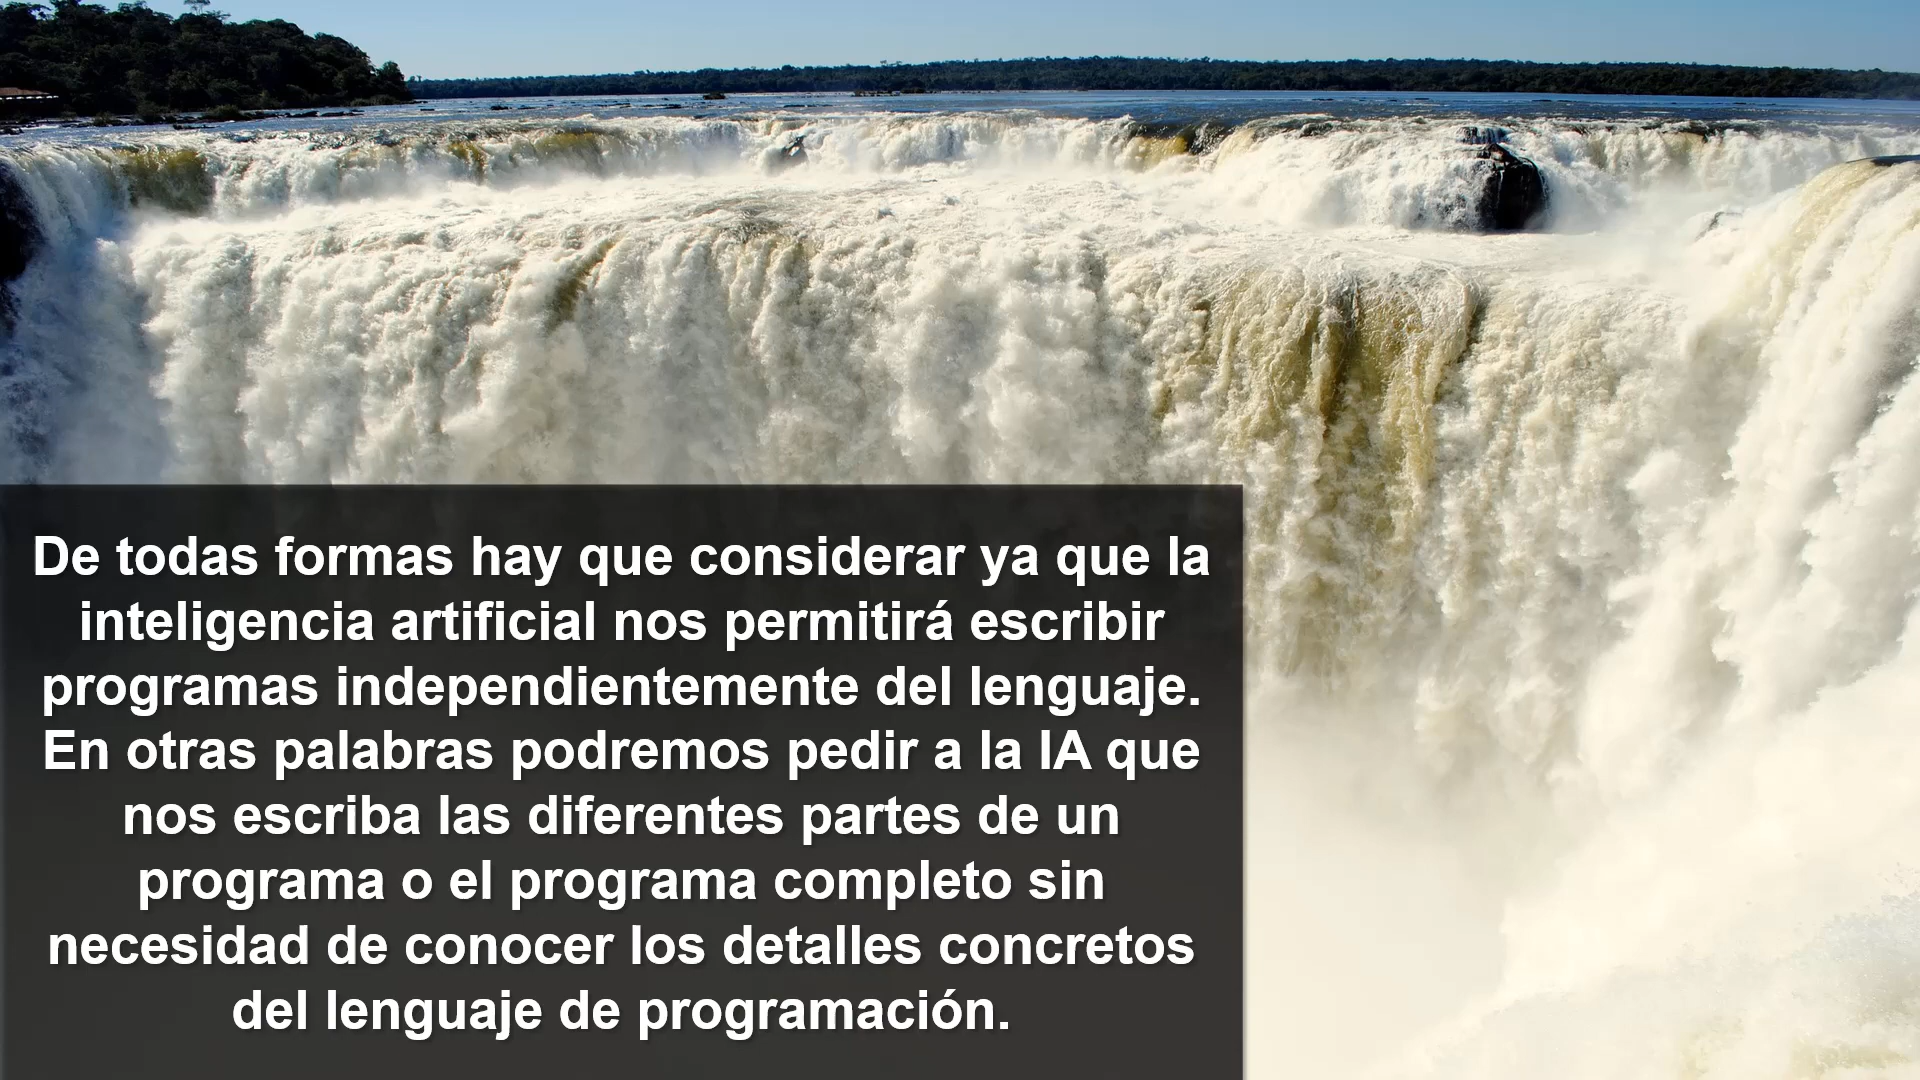 De todas formas hay que considerar ya que la
inteligencia artificial nos permitirá escribir
programas independientemente del lenguaje.
En otras palabras podremos pedir a la IA que
nos escriba las diferentes partes de un
programa o el programa completo sin
necesidad de conocer los detalles concretos
del lenguaje de programación.